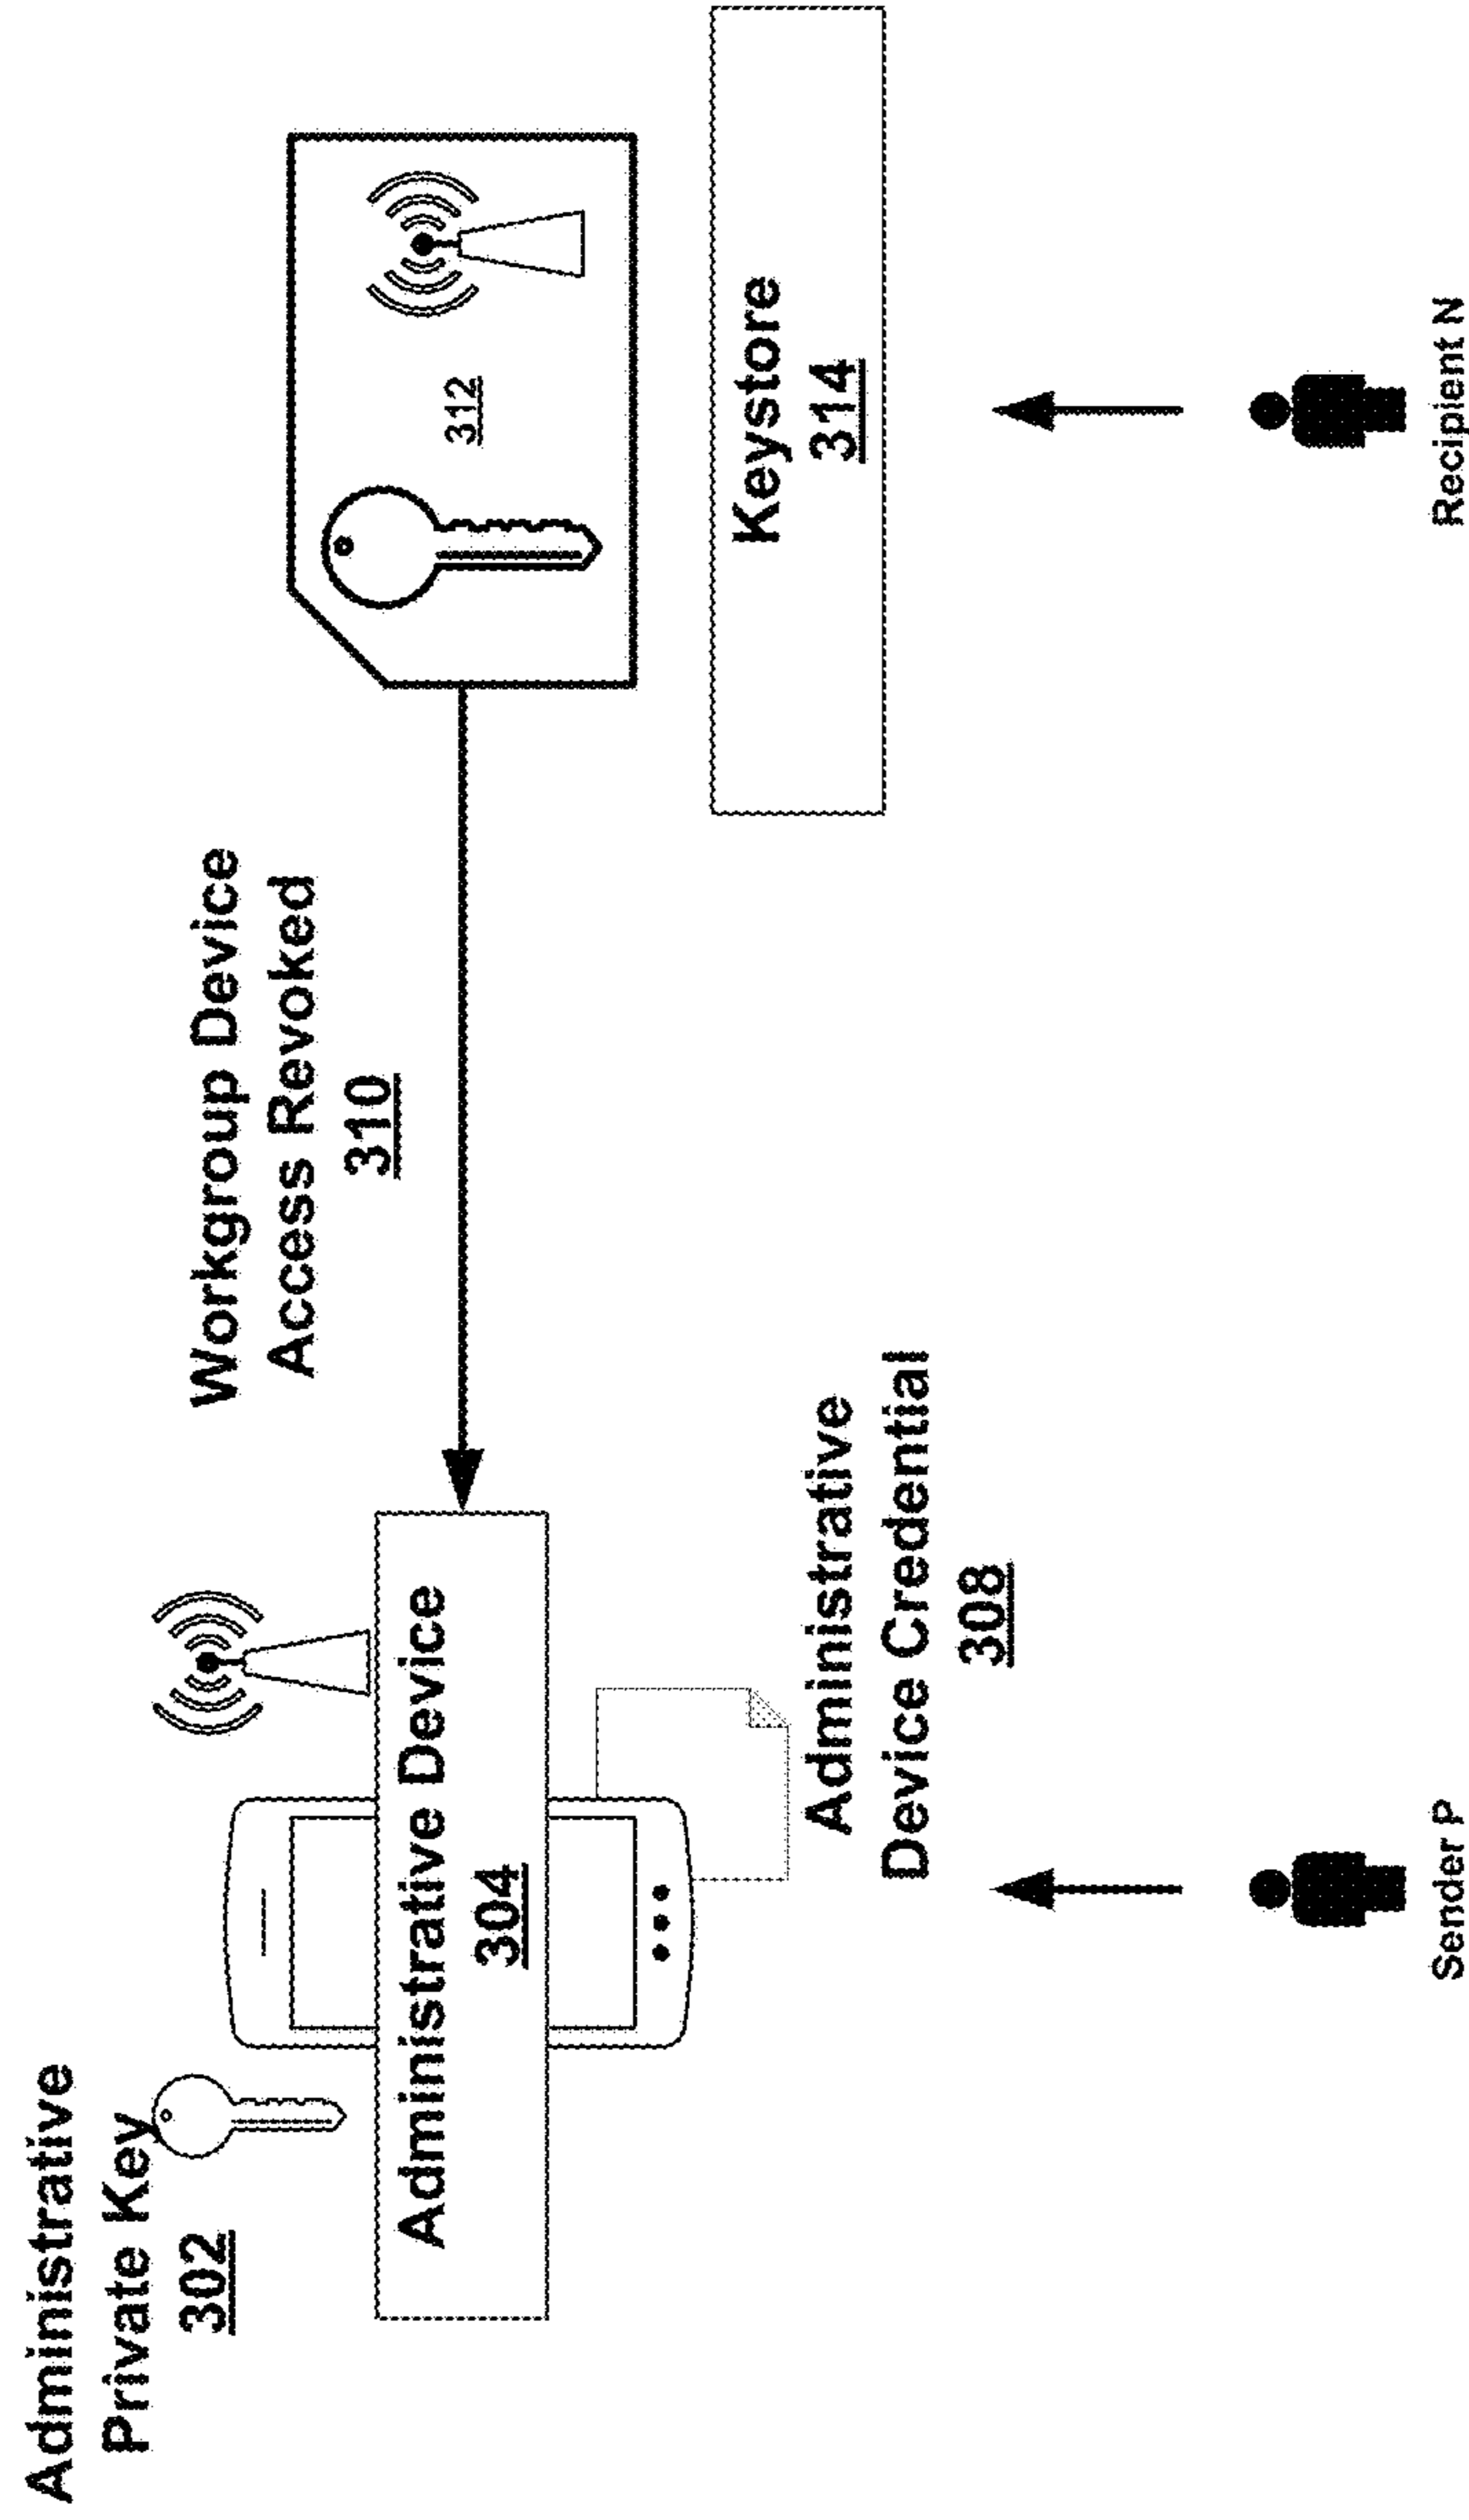 Administrative
Private Key
302
Workgroup Device
Access Revoked
310
312
Administrative Device
304
Keystore
314
Administrative
Device Credential
308
Sender P
Recipient N